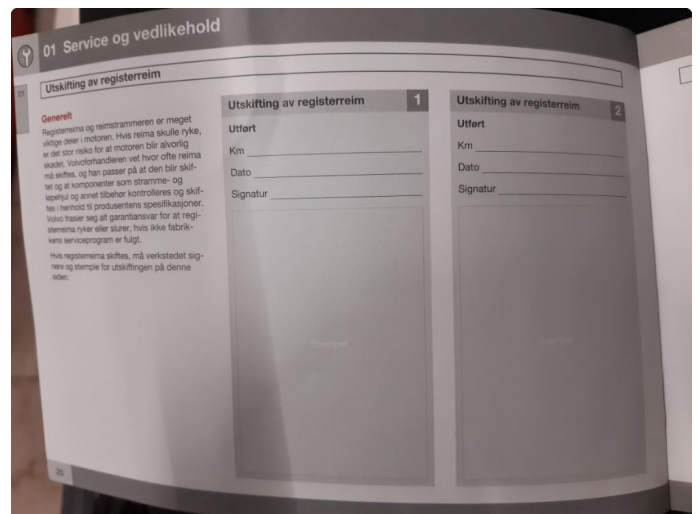 01 Service og vedlikehold
01
Utskifting av registerreim
Generelt
Registerreima og reimstrammeren er meget
viktige deler i motoren. Hvis reima skulle ryke,
er det stor risiko for at motoren blir alvorlig
skadet. Volvoforhandleren vet hvor ofte reima
må skiftes, og han passer på at den blir skif-
tet og at komponenter som stramme- og
løpehjul og annet tilbehør kontrolleres og skif-
tes i henhold til produsentens spesifikasjoner.
Volvo frasier seg alt garantiansvar for at regi-
sterreima ryker eller slurer, hvis ikke fabrik-
kens serviceprogram er fulgt.
Hvis registerreima skiftes, må verkstedet sig-
nere og stemple for utskiftingen på denne
siden.
Utskifting av registerreim 1
Utført
Km
Dato
Signatur
Stempel
Utskifting av registerreim 2
Utført
Km
Dato
Signatur
Stempel
20